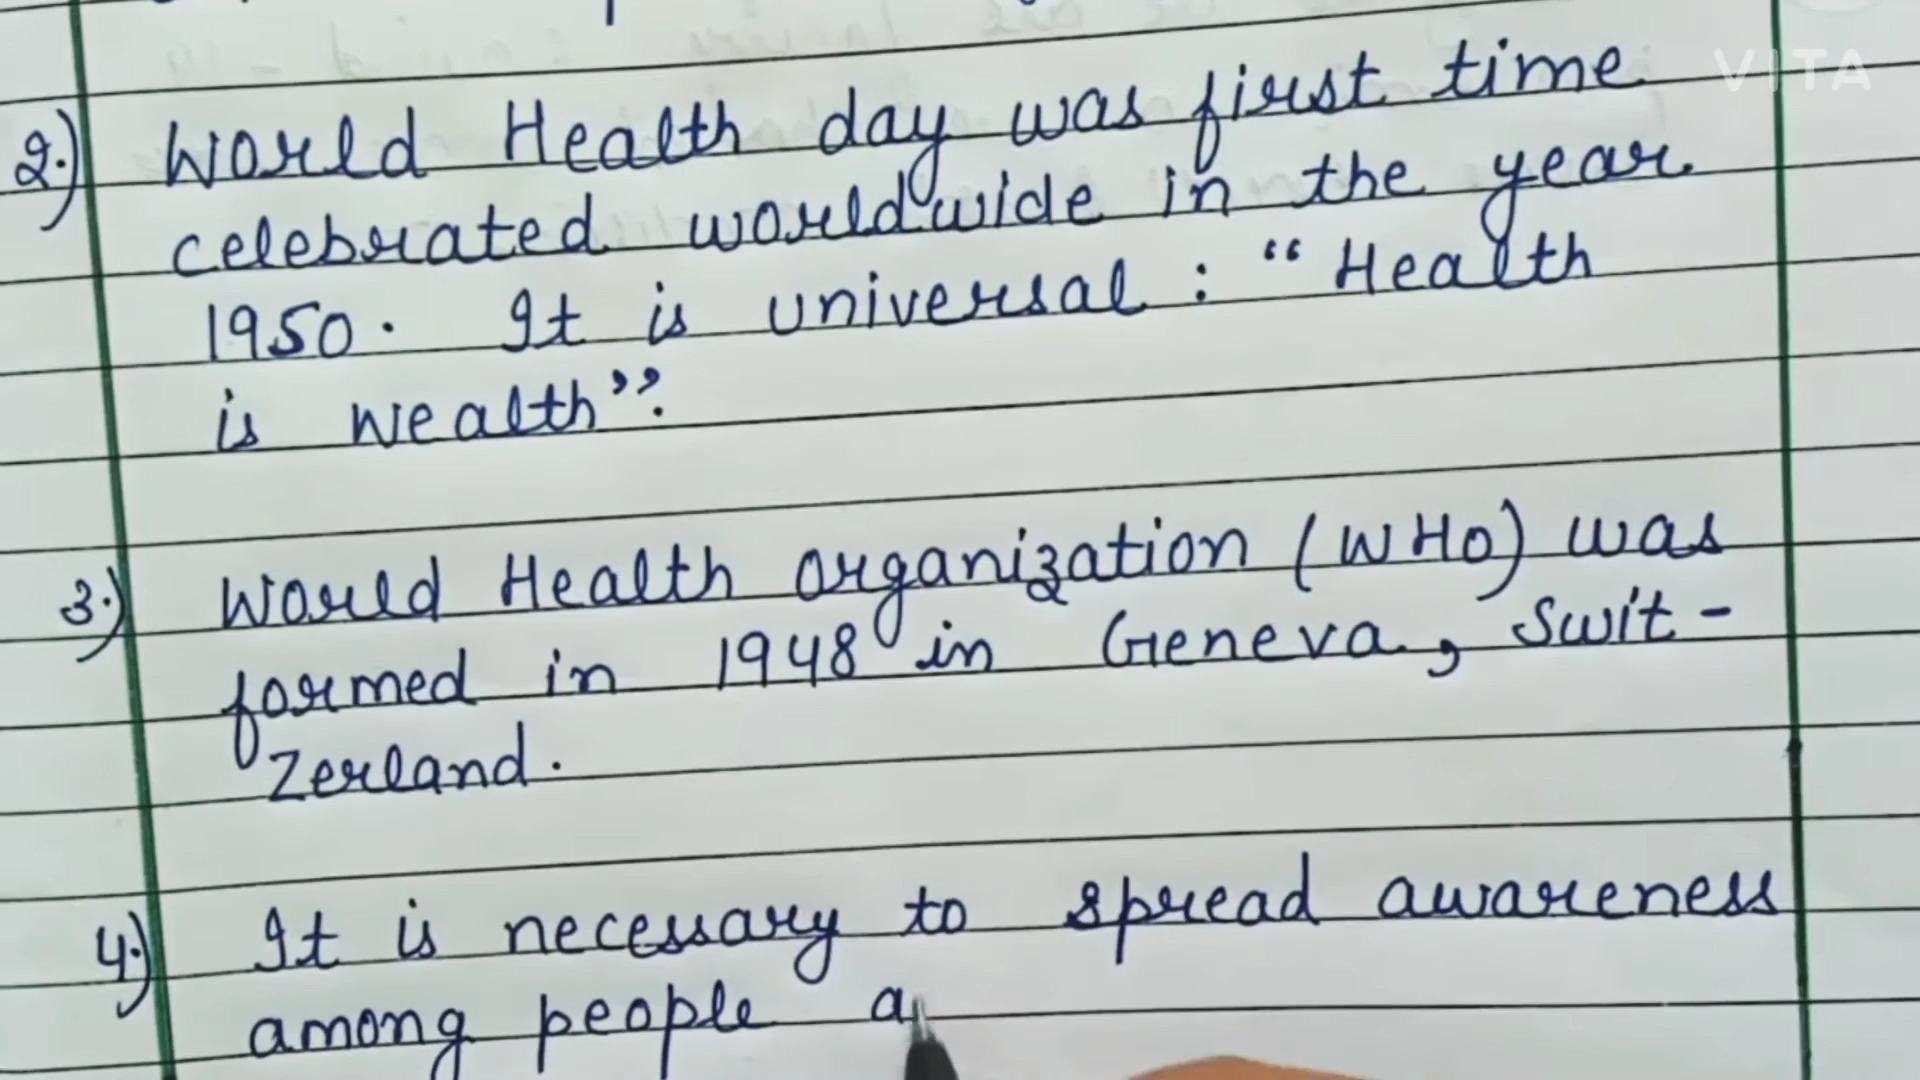 VITA
2.) World Health day was first time
celebrated worldwide in the year
1950. It is universal : "Health
is wealth".
3.) World Health organization (WHO) was
formed in 1948 in Geneva, Swit-
zerland.
4.) It is necessary to spread awareness
among people a